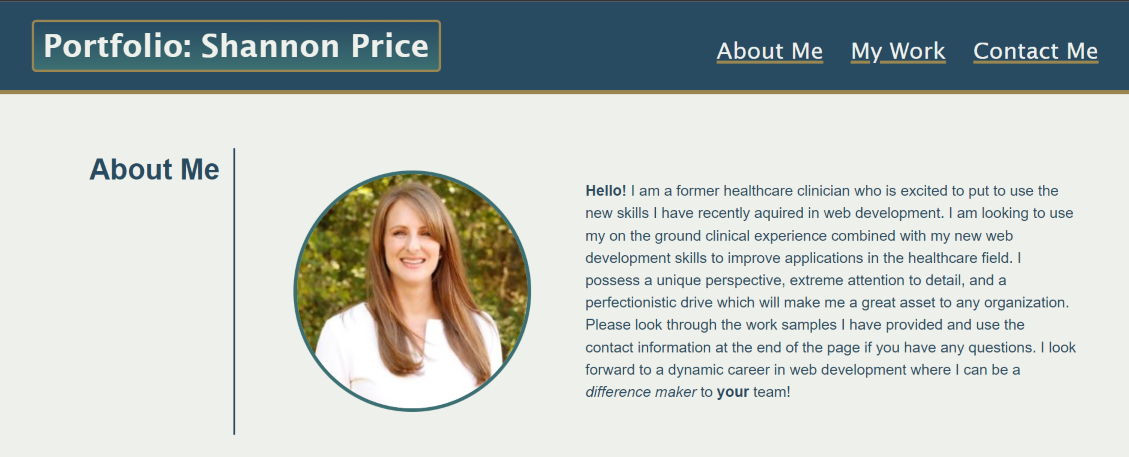 Portfolio: Shannon Price
About Me My Work Contact Me
About Me
Hello! I am a former healthcare clinician who is excited to put to use the
new skills I have recently aquired in web development. I am looking to use
my on the ground clinical experience combined with my new web
development skills to improve applications in the healthcare field. I
possess a unique perspective, extreme attention to detail, and a
perfectionistic drive which will make me a great asset to any organization.
Please look through the work samples I have provided and use the
contact information at the end of the page if you have any questions. I look
forward to a dynamic career in web development where I can be a
difference maker to your team!